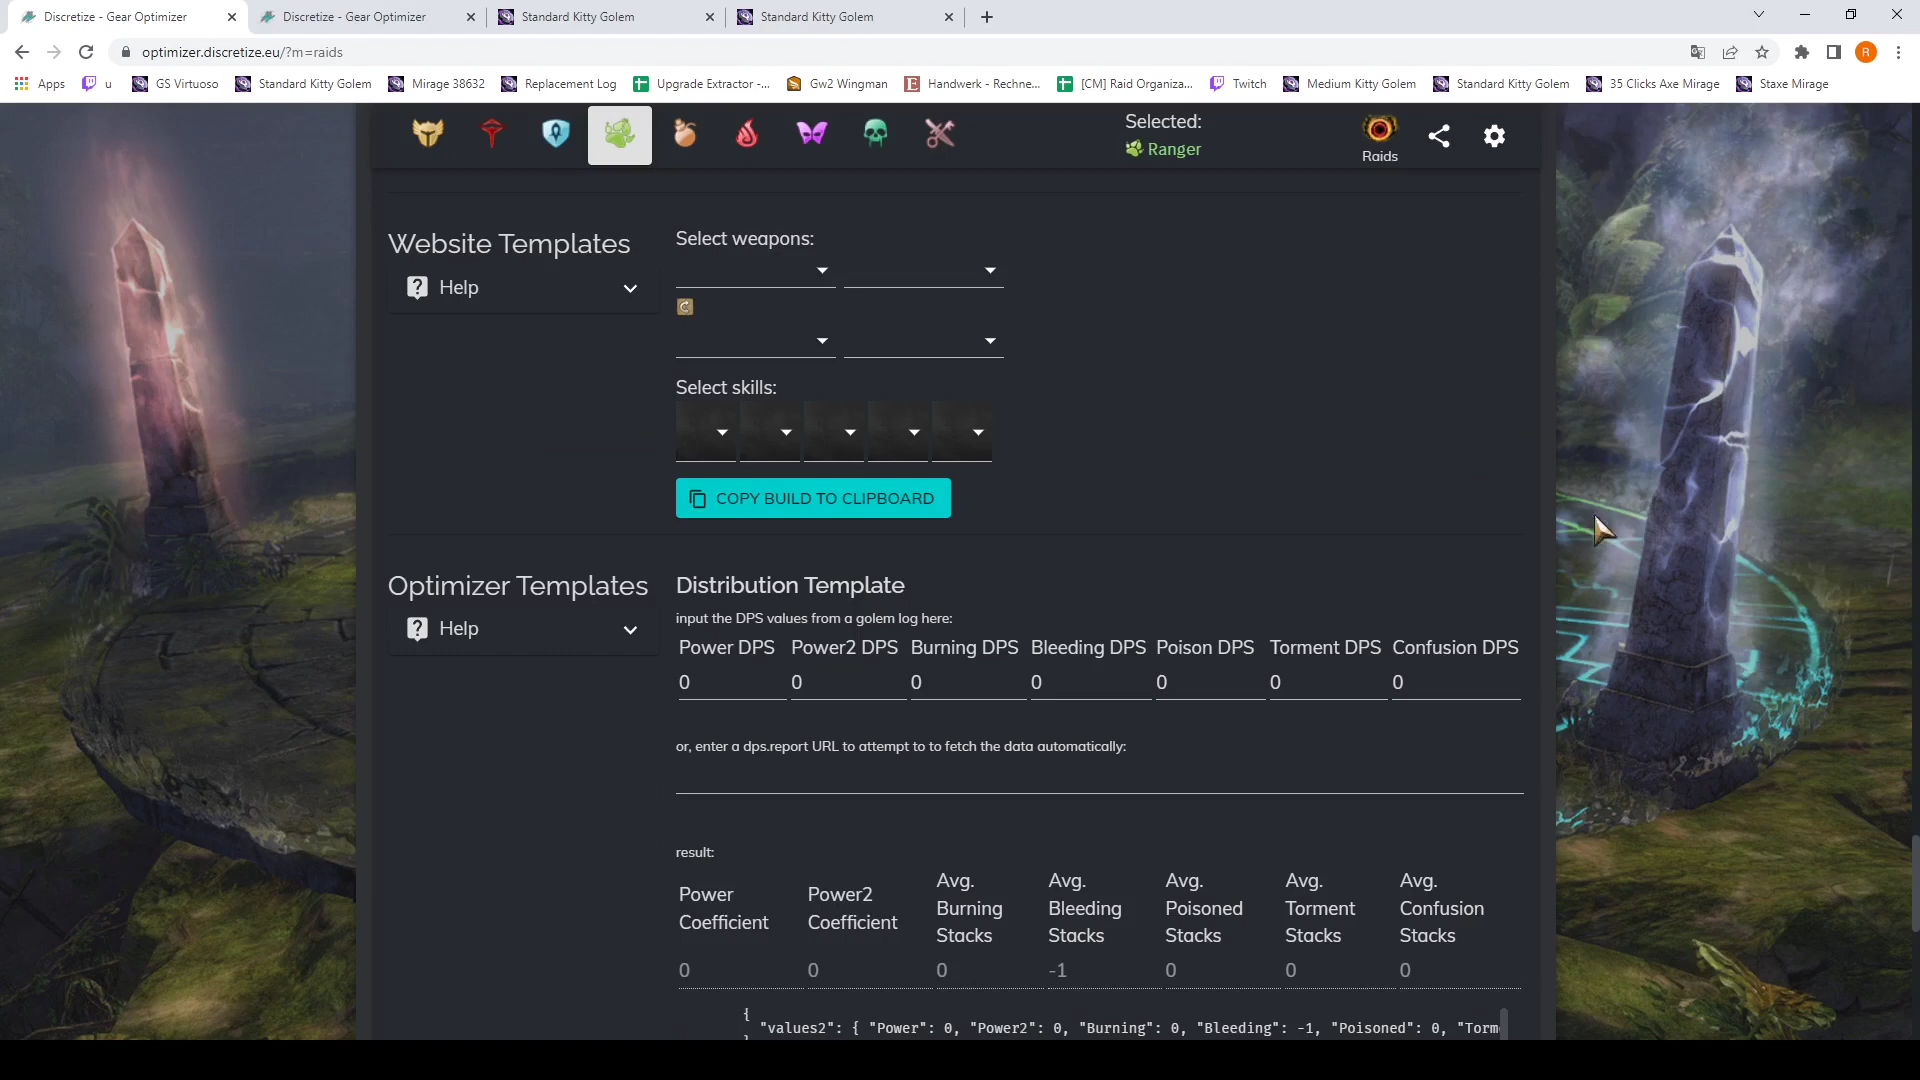 Discretize - Gear Optimizer
Discretize - Gear Optimizer
Standard Kitty Golem
Standard Kitty Golem
optimizer.discretize.eu/?m=raids
R
Apps
u
GS Virtuoso
Standard Kitty Golem
Mirage 38632
Replacement Log
Upgrade Extractor -...
Gw2 Wingman
Handwerk - Rechne...
[CM] Raid Organiza...
Twitch
Medium Kitty Golem
Standard Kitty Golem
35 Clicks Axe Mirage
Staxe Mirage
Selected:
Ranger
Raids
Website Templates
Help
Select weapons:
Select skills:
COPY BUILD TO CLIPBOARD
Optimizer Templates
Help
Distribution Template
input the DPS values from a golem log here:
Power DPS Power2 DPS Burning DPS Bleeding DPS Poison DPS Torment DPS Confusion DPS
0 0 0 0 0 0 0
or, enter a dps.report URL to attempt to to fetch the data automatically:
result:
Power Coefficient
Power2 Coefficient
Avg. Burning Stacks
Avg. Bleeding Stacks
Avg. Poisoned Stacks
Avg. Torment Stacks
Avg. Confusion Stacks
0 0 0 -1 0 0 0
{
"values2": { "Power": 0, "Power2": 0, "Burning": 0, "Bleeding": -1, "Poisoned": 0, "Torm